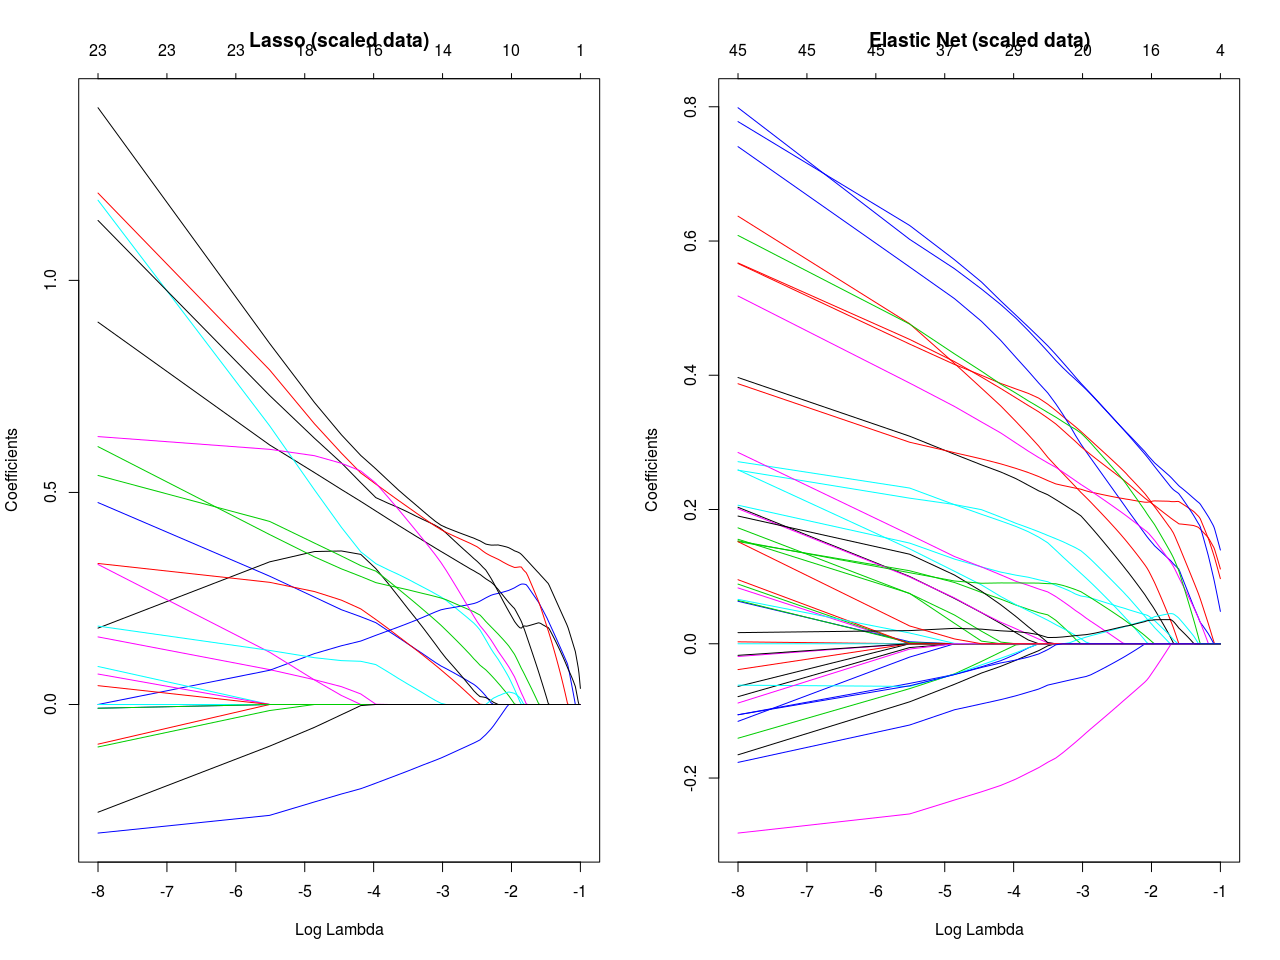 Lasso (scaled data)
23 23 23 18 16 14 10 1
Coefficients
0.0 0.5 1.0
-8 -7 -6 -5 -4 -3 -2 -1
Log Lambda
Elastic Net (scaled data)
45 45 45 37 29 20 16 4
Coefficients
-0.2 0.0 0.2 0.4 0.6 0.8
-8 -7 -6 -5 -4 -3 -2 -1
Log Lambda